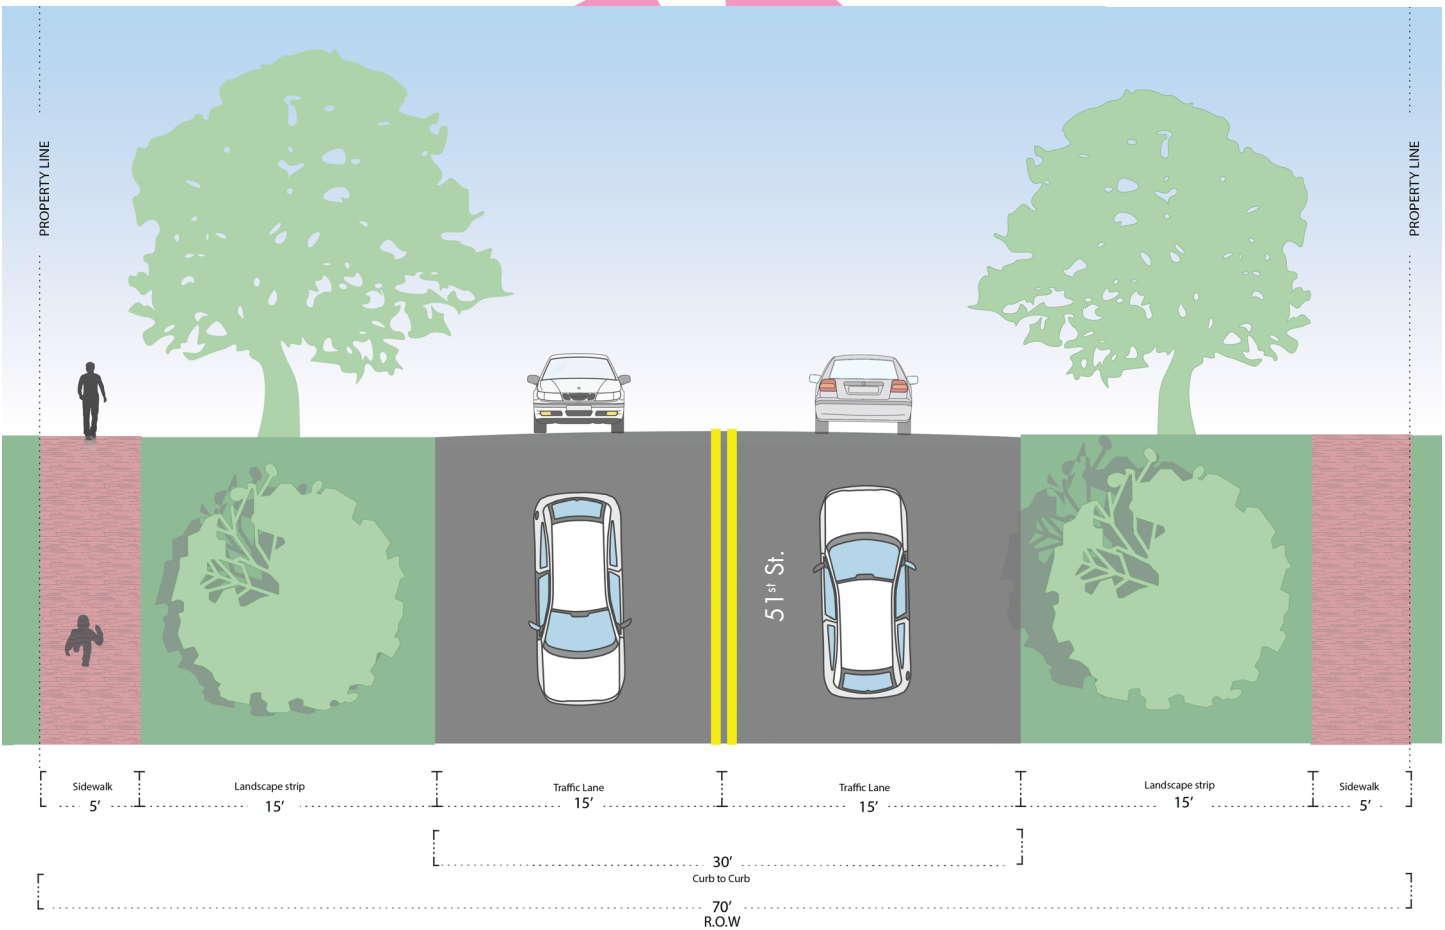 PROPERTY LINE
PROPERTY LINE
51st St.
Sidewalk
5’
Landscape strip
15’
Traffic Lane
15’
Traffic Lane
15’
Landscape strip
15’
Sidewalk
5’
30’
Curb to Curb
70’
R.O.W